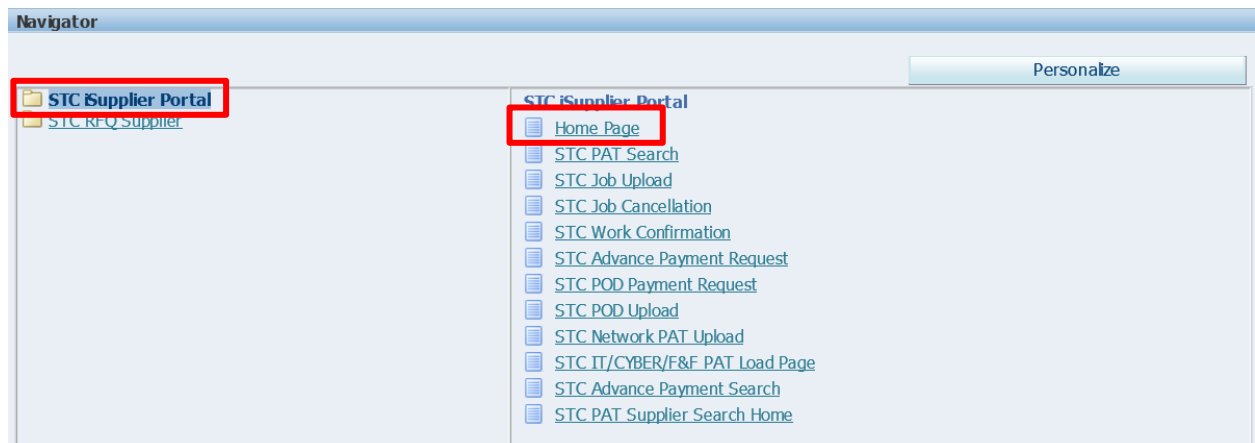 Navigator
Personalize
STC iSupplier Portal
STC RFQ Supplier
STC iSupplier Portal
Home Page
STC PAT Search
STC Job Upload
STC Job Cancellation
STC Work Confirmation
STC Advance Payment Request
STC POD Payment Request
STC POD Upload
STC Network PAT Upload
STC IT/CYBER/F&F PAT Load Page
STC Advance Payment Search
STC PAT Supplier Search Home